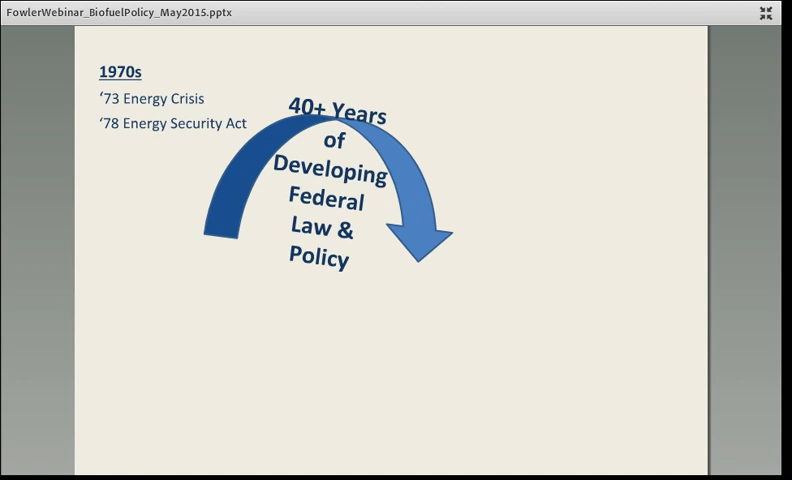 FowlerWebinar_BiofuelPolicy_May2015.pptx
1970s
‘73 Energy Crisis
‘78 Energy Security Act
40+ Years
of
Developing
Federal
Law &
Policy